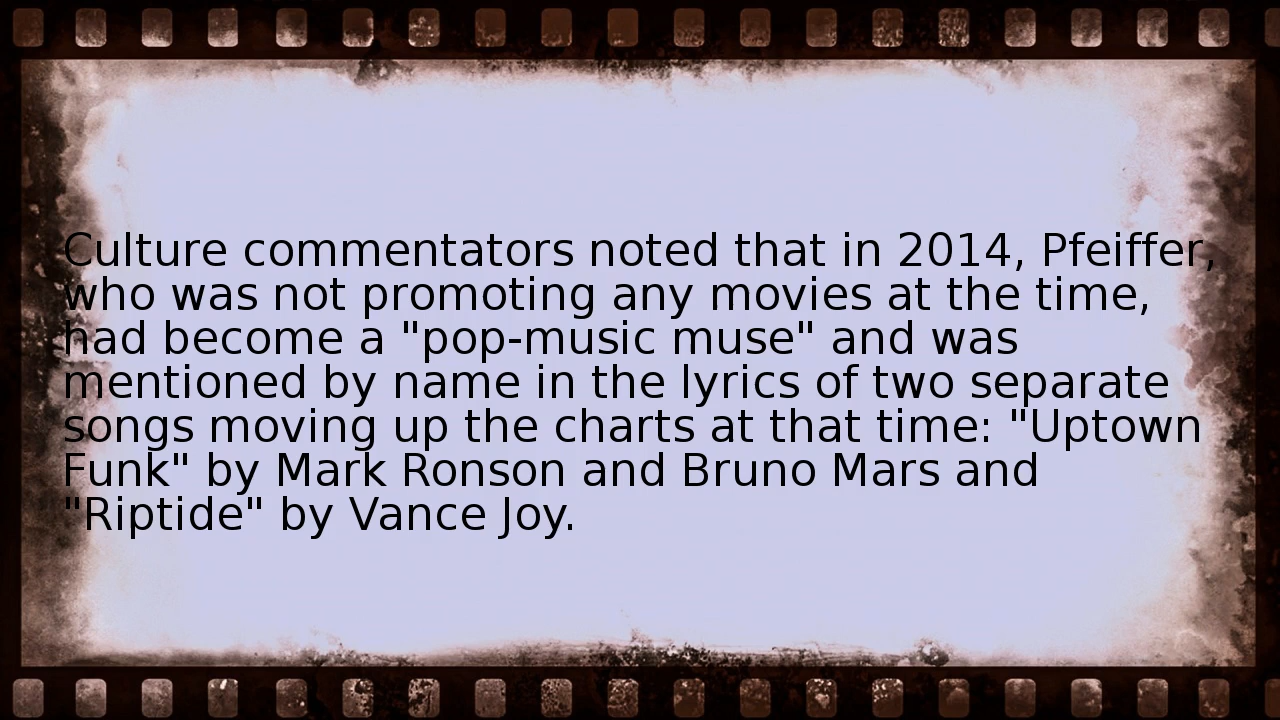 Culture commentators noted that in 2014, Pfeiffer,
who was not promoting any movies at the time,
had become a "pop-music muse" and was
mentioned by name in the lyrics of two separate
songs moving up the charts at that time: "Uptown
Funk" by Mark Ronson and Bruno Mars and
"Riptide" by Vance Joy.